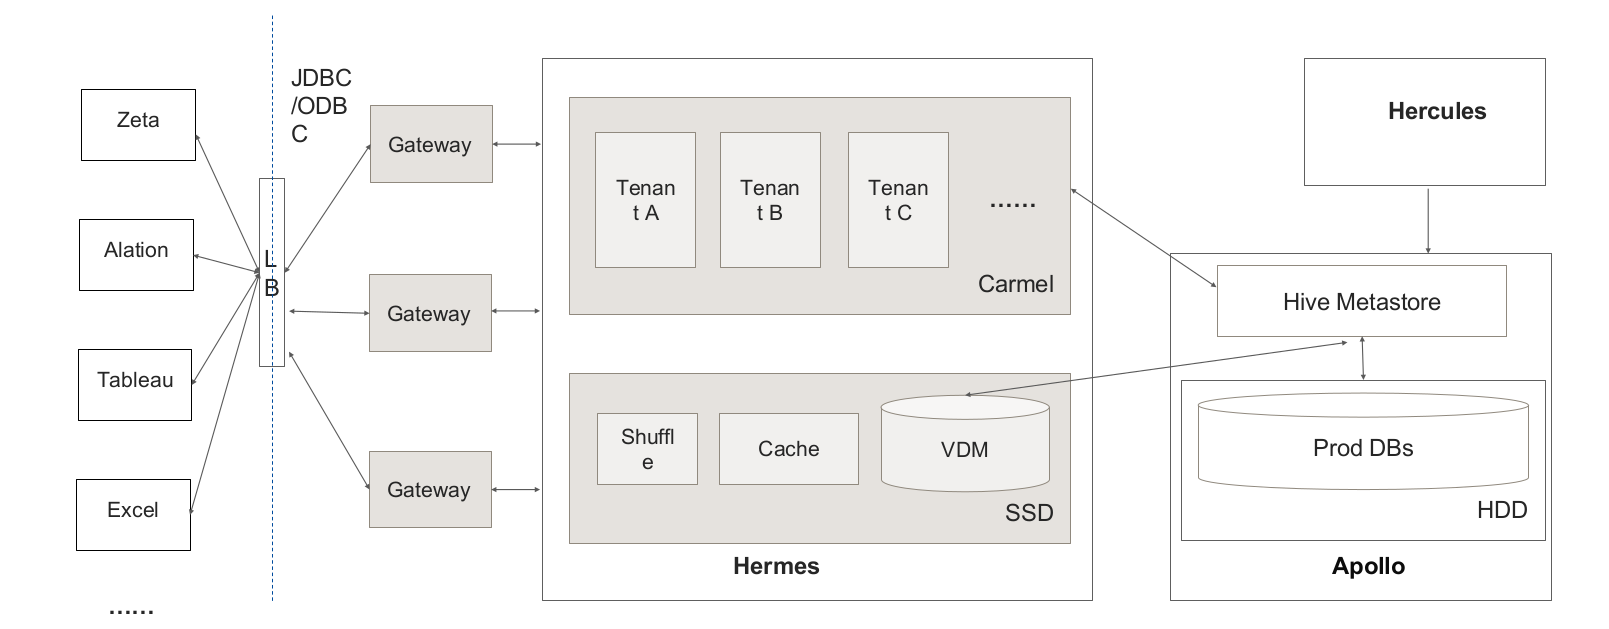 Zeta
Alation
Tableau
Excel
......
JDBC
/ODB
C
L
B
Gateway
Gateway
Gateway
Tenan
t A
Tenan
t B
Tenan
t C
......
Carmel
Shuffl
e
Cache
VDM
SSD
Hermes
Hercules
Hive Metastore
Prod DBs
HDD
Apollo